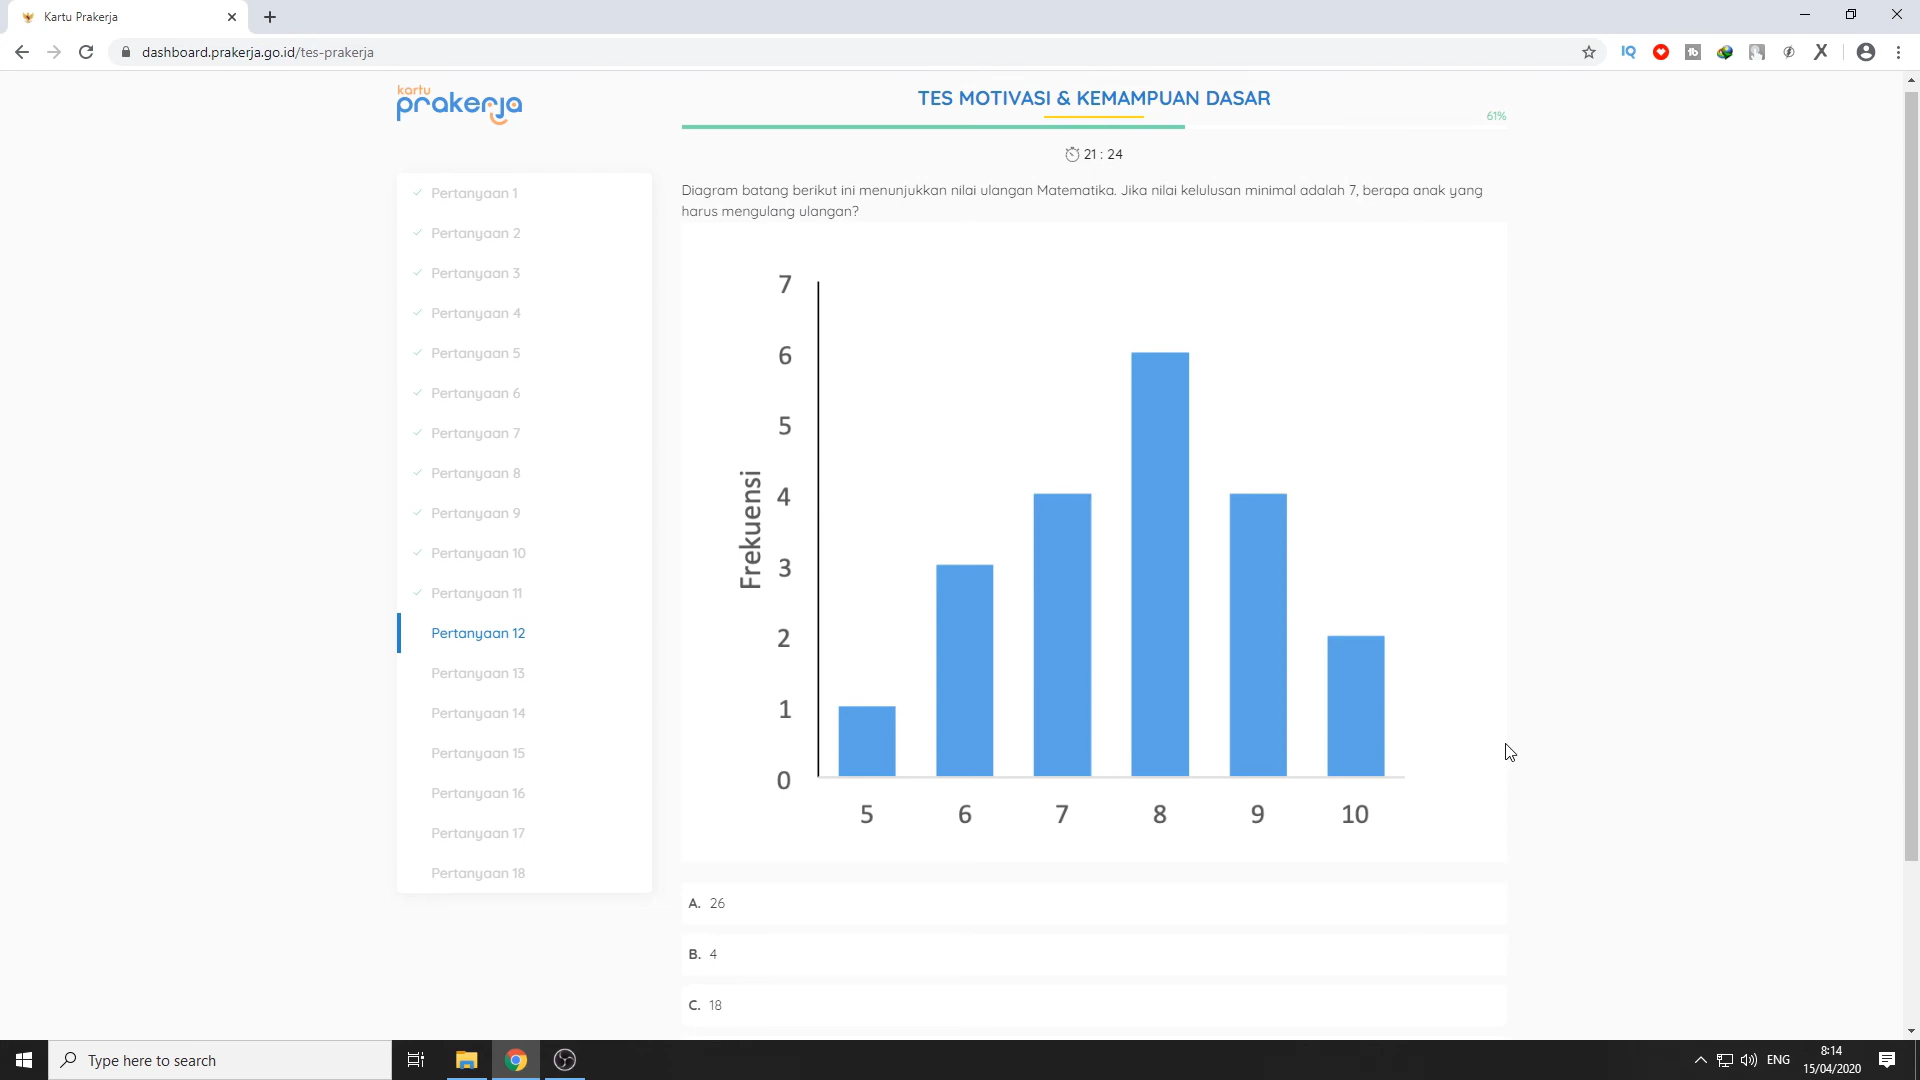 Kartu Prakerja
dashboard.prakerja.go.id/tes-prakerja
IQ
kartu
prakerja
TES MOTIVASI & KEMAMPUAN DASAR
61%
21 : 24
Diagram batang berikut ini menunjukkan nilai ulangan Matematika. Jika nilai kelulusan minimal adalah 7, berapa anak yang
harus mengulang ulangan?
Pertanyaan 1
Pertanyaan 2
Pertanyaan 3
Pertanyaan 4
Pertanyaan 5
Pertanyaan 6
Pertanyaan 7
Pertanyaan 8
Pertanyaan 9
Pertanyaan 10
Pertanyaan 11
Pertanyaan 12
Pertanyaan 13
Pertanyaan 14
Pertanyaan 15
Pertanyaan 16
Pertanyaan 17
Pertanyaan 18
Frekuensi
7
6
5
4
3
2
1
0
5 6 7 8 9 10
A. 26
B. 4
C. 18
Type here to search
ENG
8:14
15/04/2020